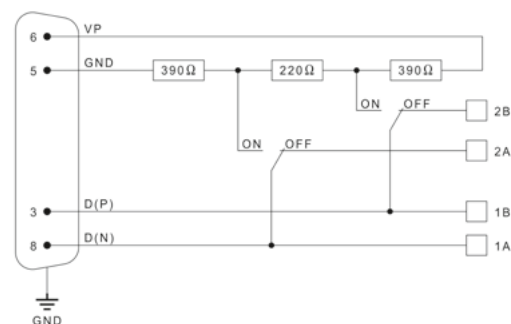 6 VP
5 GND 390Ω 220Ω 390Ω
ON OFF 2B
ON OFF 2A
3 D(P) 1B
8 D(N) 1A
GND